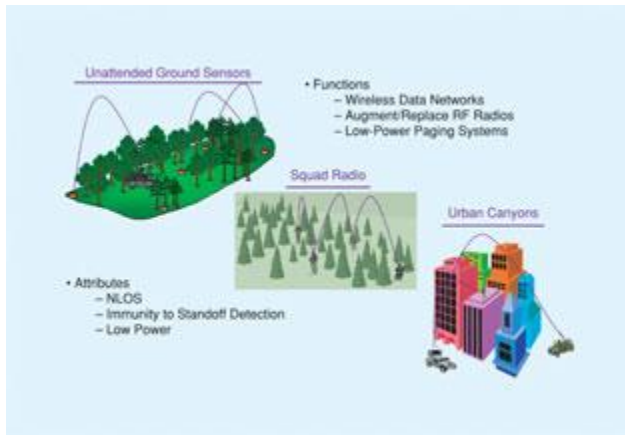 Unattended Ground Sensors
• Functions
– Wireless Data Networks
– Augment/Replace RF Radios
– Low-Power Paging Systems
Squad Radio
Urban Canyons
• Attributes
– NLOS
– Immunity to Standoff Detection
– Low Power